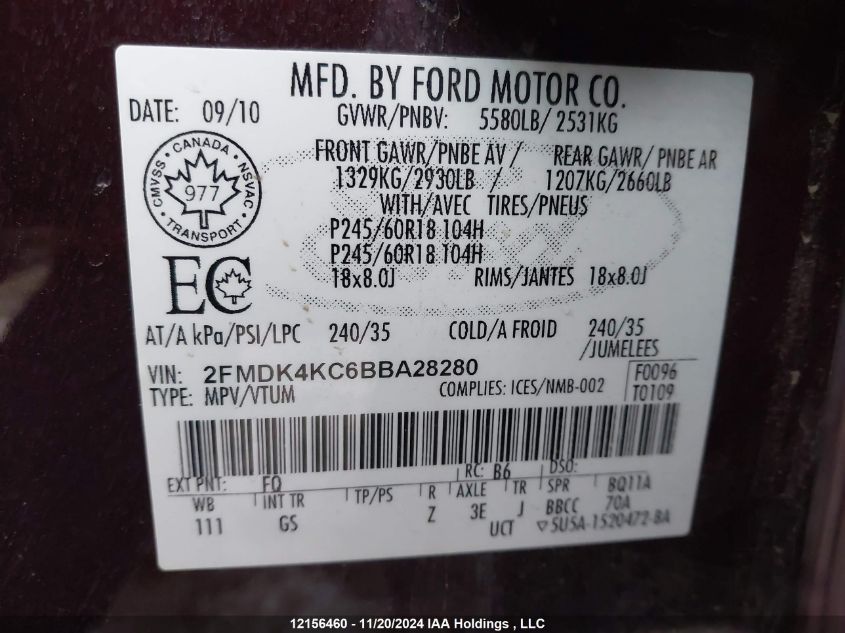 MFD. BY FORD MOTOR CO.
DATE: 09/10
GVWR/PNBV: 5580LB/ 2531KG
FRONT GAWR/PNBE AV / REAR GAWR/ PNBE AR
1329KG/2930LB / 1207KG/2660LB
WITH/AVEC TIRES/PNEUS
CMVSS · CANADA · NSVAC
977
TRANSPORT
P245/60R18 104H
P245/60R18 104H
18x8.0J RIMS/JANTES 18x8.0J
EC
AT/A kPa/PSI/LPC 240/35 COLD/A FROID 240/35
/JUMELEES
VIN: 2FMDK4KC6BBA28280
TYPE: MPV/VTUM COMPLIES: ICES/NMB-002
F0096
T0109
EXT PNT: FQ RC: B6 DSO:
WB INT TR TP/PS R AXLE TR SPR BQ11A
111 GS Z 3E J BBCC 70A
UCT ▽5U5A-1520472-BA
12156460 - 11/20/2024 IAA Holdings , LLC